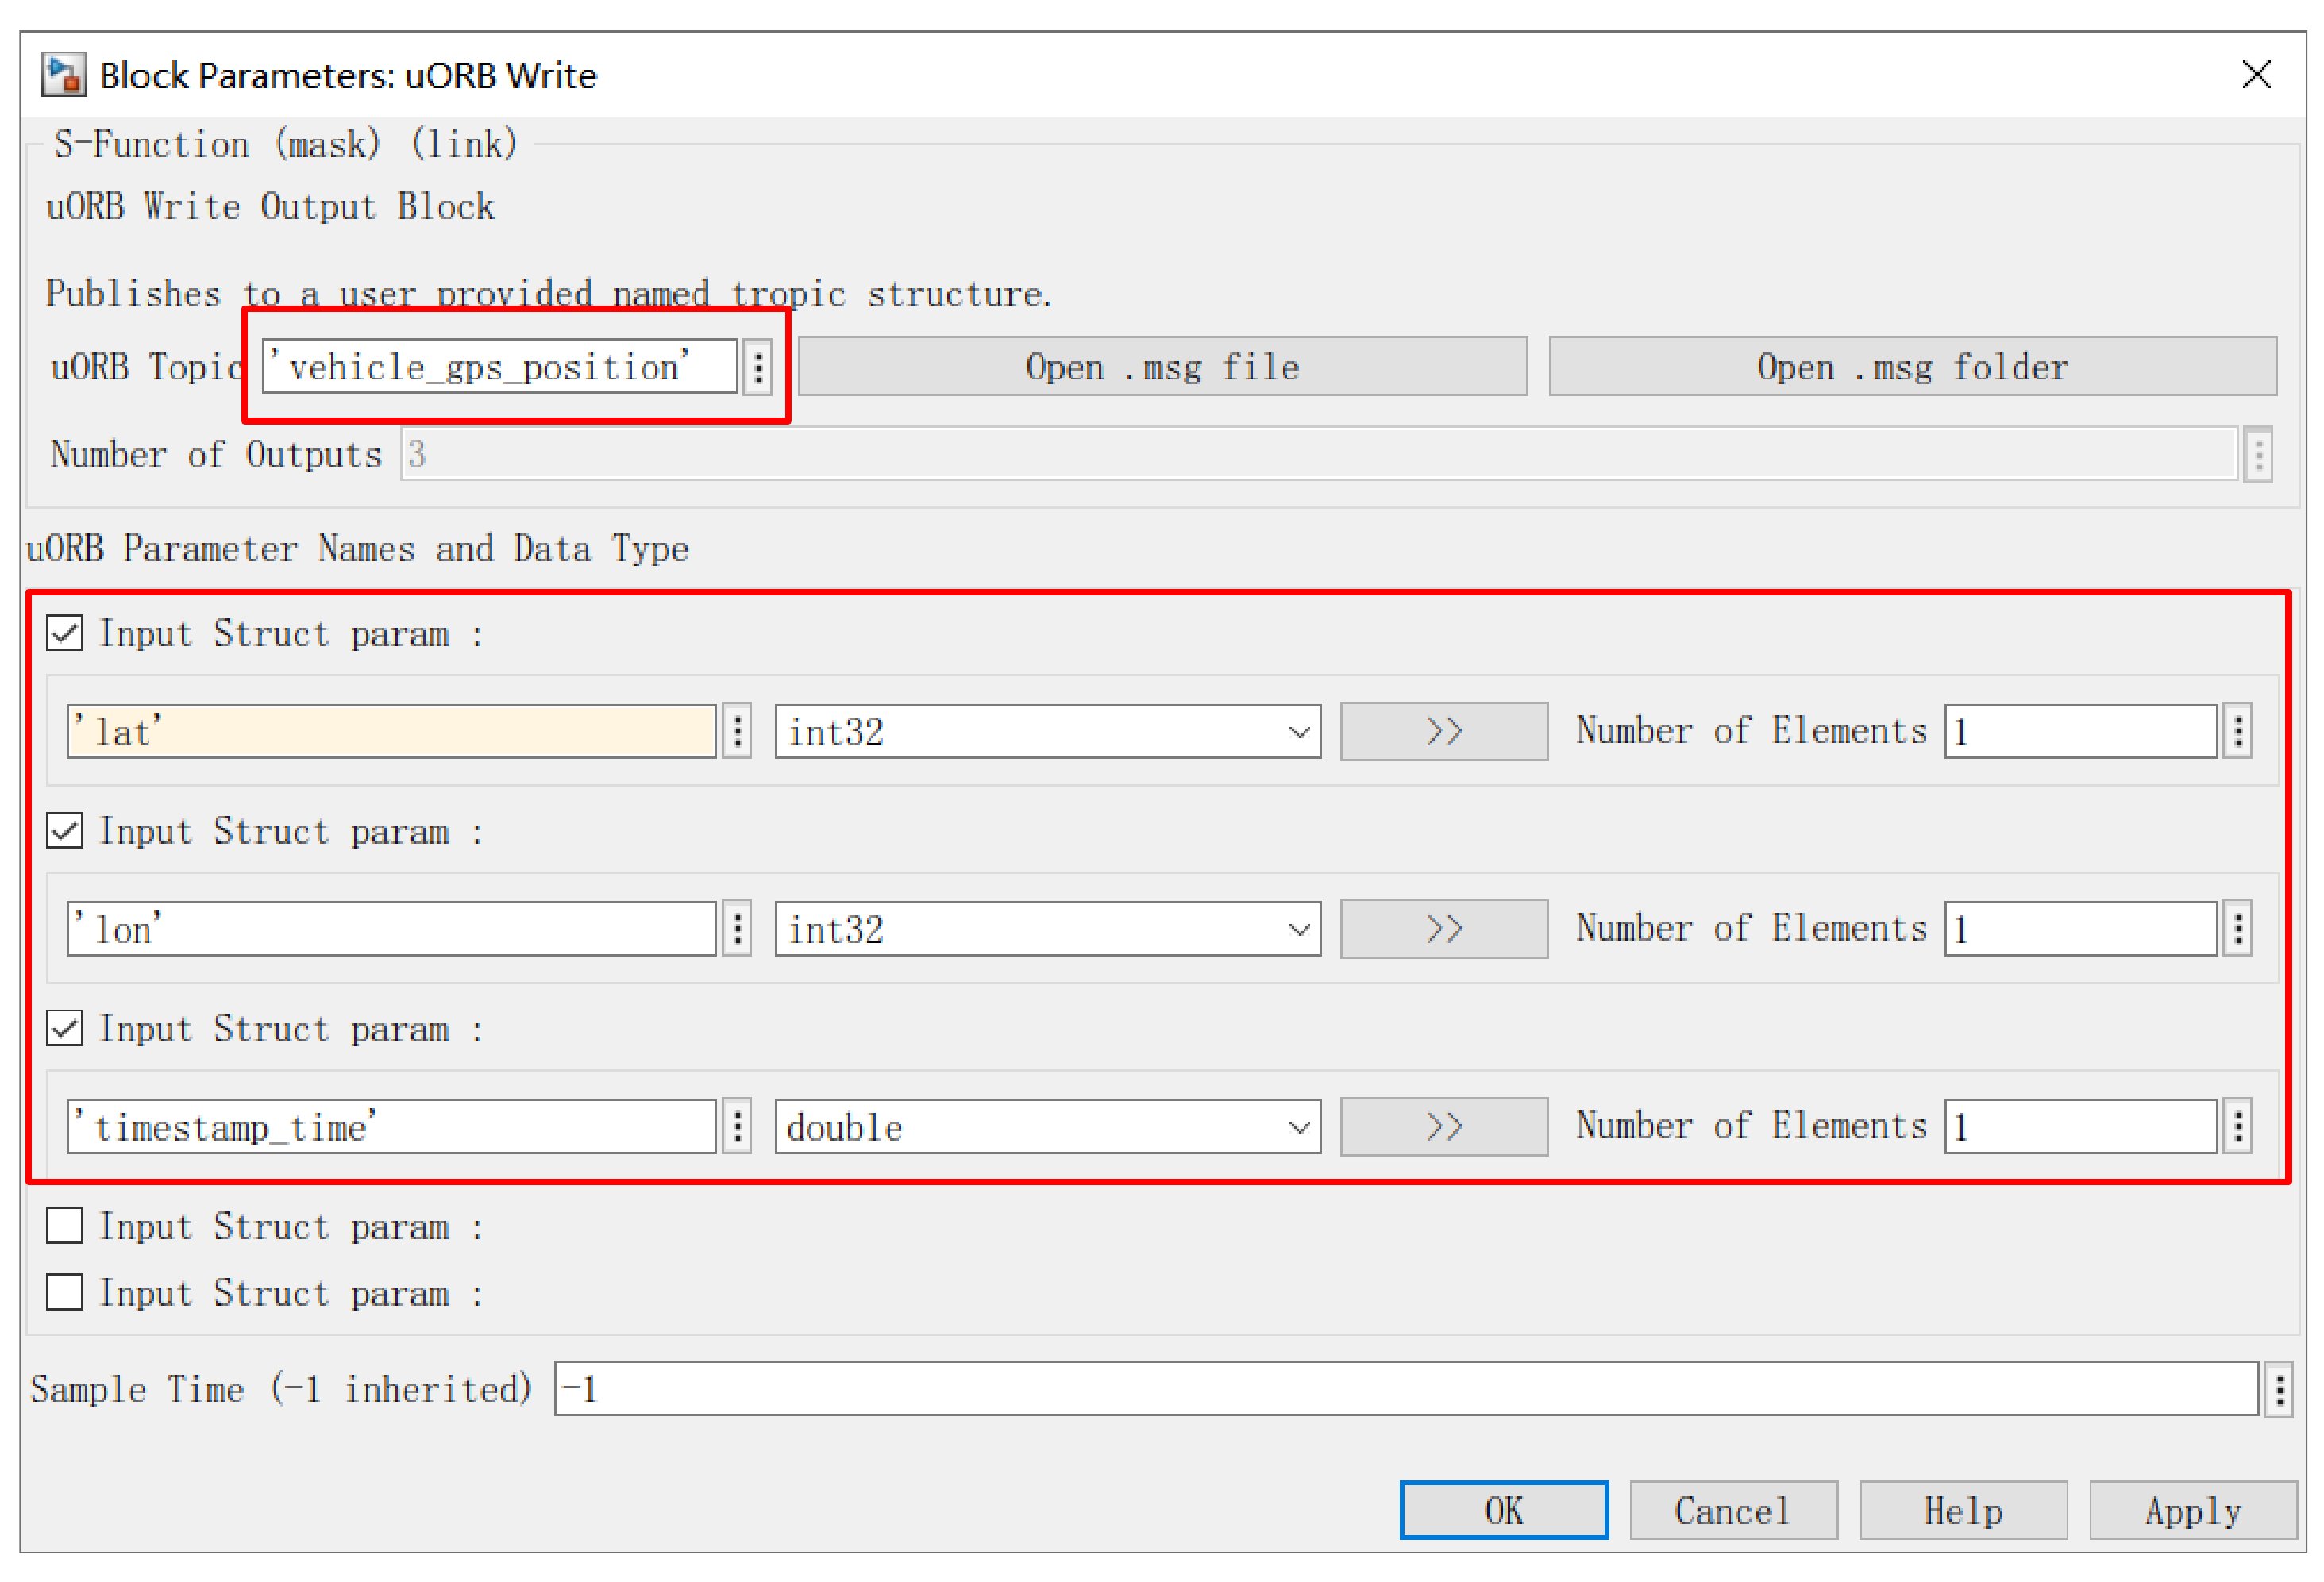 Block Parameters: uORB Write
S-Function (mask) (link)
uORB Write Output Block
Publishes to a user provided named tropic structure.
uORB Topic 'vehicle_gps_position' Open .msg file Open .msg folder
Number of Outputs 3
uORB Parameter Names and Data Type
Input Struct param :
'lat' int32 >> Number of Elements 1
Input Struct param :
'lon' int32 >> Number of Elements 1
Input Struct param :
'timestamp_time' double >> Number of Elements 1
Input Struct param :
Input Struct param :
Sample Time (-1 inherited) -1
OK Cancel Help Apply